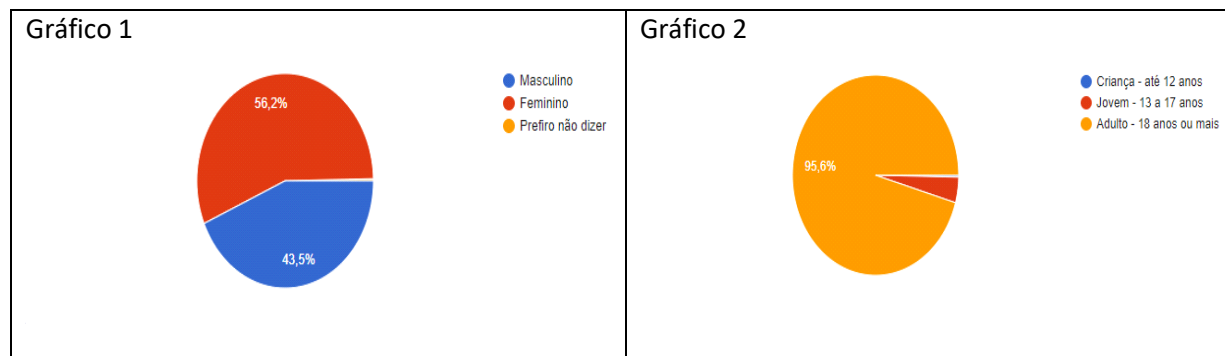 Gráfico 1
Masculino
Feminino
Prefiro não dizer
56,2%
43,5%
Gráfico 2
Criança - até 12 anos
Jovem - 13 a 17 anos
Adulto - 18 anos ou mais
95,6%